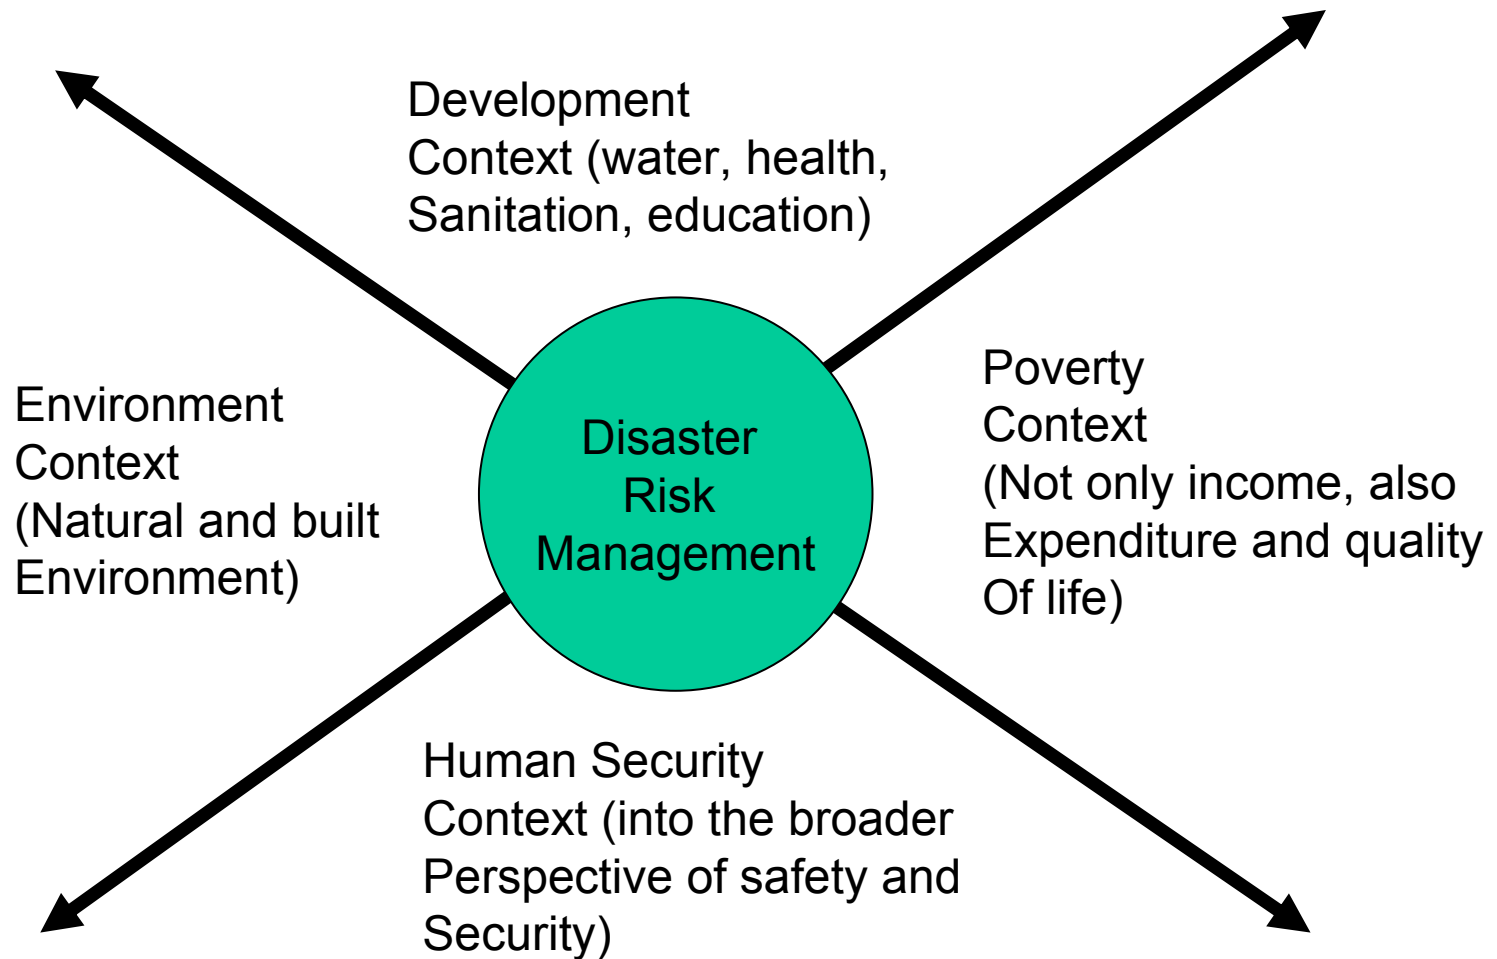 Development
Context (water, health,
Sanitation, education)
Environment
Context
(Natural and built
Environment)
Disaster
Risk
Management
Poverty
Context
(Not only income, also
Expenditure and quality
Of life)
Human Security
Context (into the broader
Perspective of safety and
Security)